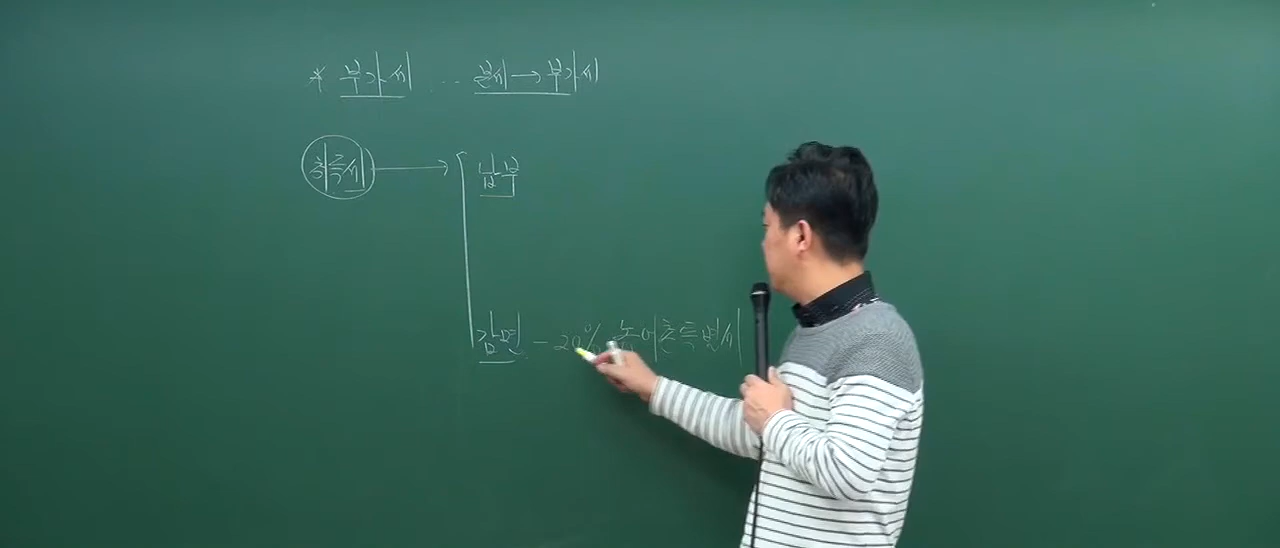 * 부가세 ... 본세 → 부가세
취득세 → 납부
감면 - 20% 농어촌특별세